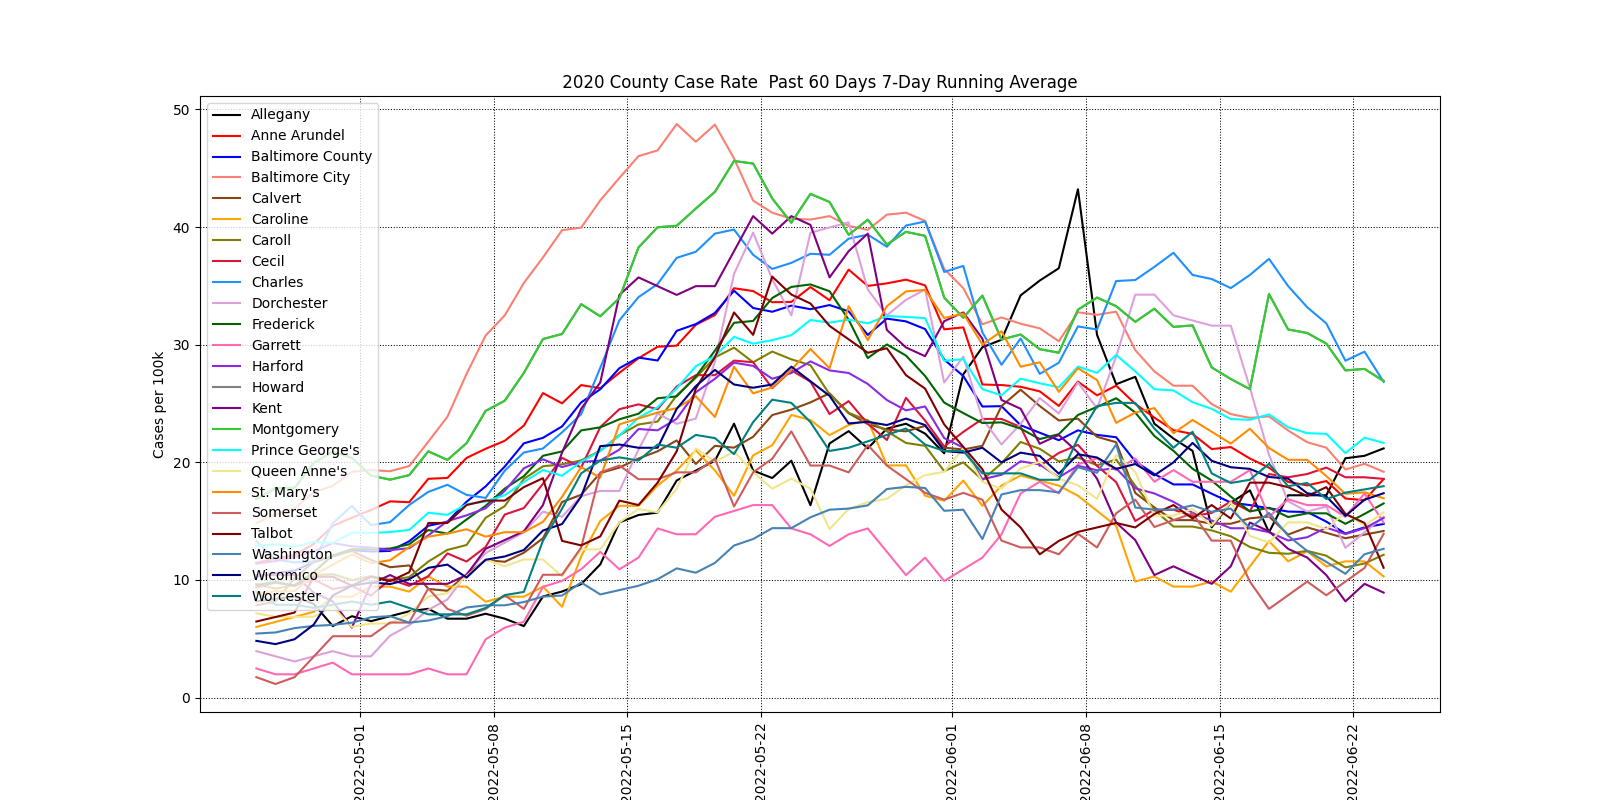 2020 County Case Rate  Past 60 Days 7-Day Running Average
Cases per 100k
50
40
30
20
10
0
Allegany
Anne Arundel
Baltimore County
Baltimore City
Calvert
Caroline
Caroll
Cecil
Charles
Dorchester
Frederick
Garrett
Harford
Howard
Kent
Montgomery
Prince George's
Queen Anne's
St. Mary's
Somerset
Talbot
Washington
Wicomico
Worcester
2022-05-01
2022-05-08
2022-05-15
2022-05-22
2022-06-01
2022-06-08
2022-06-15
2022-06-22